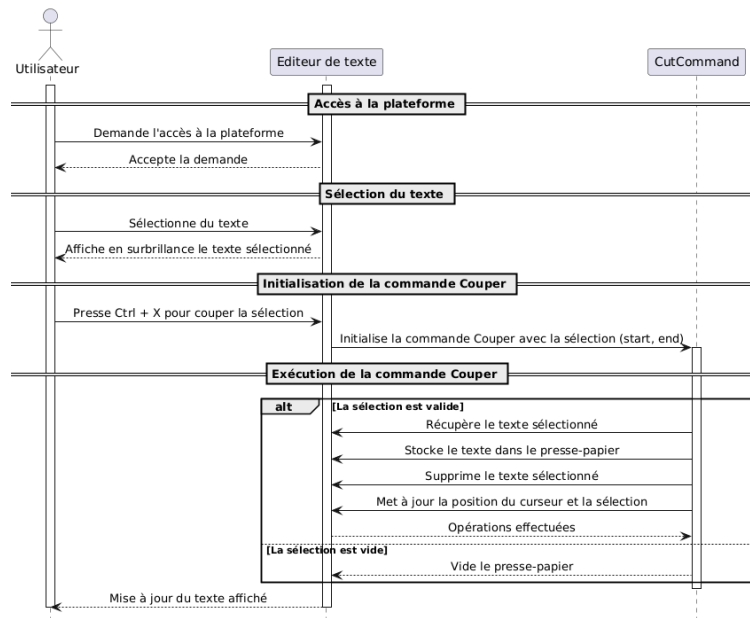 Utilisateur
Editeur de texte
CutCommand
Accès à la plateforme
Demande l'accès à la plateforme
Accepte la demande
Sélection du texte
Sélectionne du texte
Affiche en surbrillance le texte sélectionné
Initialisation de la commande Couper
Presse Ctrl + X pour couper la sélection
Initialise la commande Couper avec la sélection (start, end)
Exécution de la commande Couper
alt [La sélection est valide]
Récupère le texte sélectionné
Stocke le texte dans le presse-papier
Supprime le texte sélectionné
Met à jour la position du curseur et la sélection
Opérations effectuées
[La sélection est vide]
Vide le presse-papier
Mise à jour du texte affiché